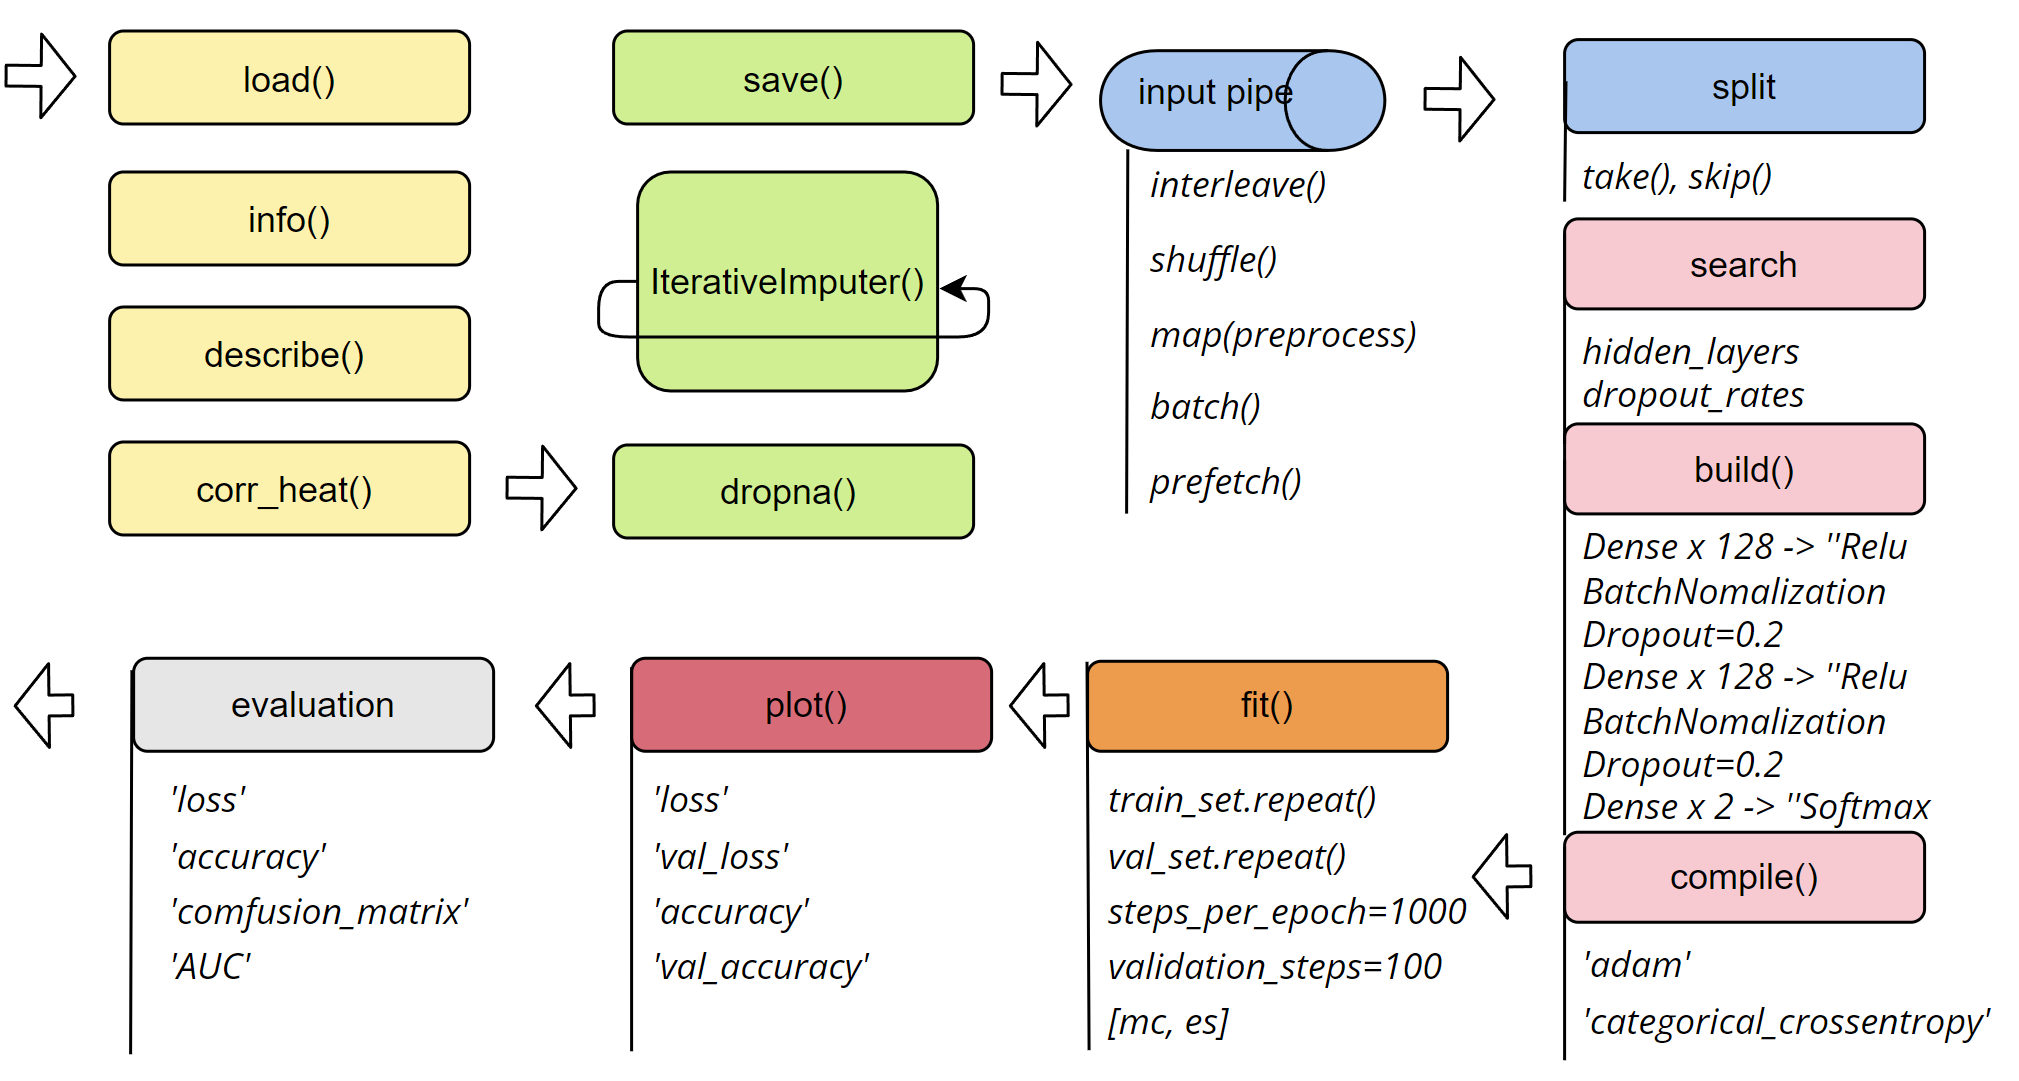 load()
info()
describe()
corr_heat()
save()
IterativeImputer()
dropna()
input pipe
interleave()
shuffle()
map(preprocess)
batch()
prefetch()
split
take(), skip()
search
hidden_layers
dropout_rates
build()
Dense x 128 -> ''Relu
BatchNomalization
Dropout=0.2
Dense x 128 -> ''Relu
BatchNomalization
Dropout=0.2
Dense x 2 -> ''Softmax
compile()
'adam'
'categorical_crossentropy'
fit()
train_set.repeat()
val_set.repeat()
steps_per_epoch=1000
validation_steps=100
[mc, es]
plot()
'loss'
'val_loss'
'accuracy'
'val_accuracy'
evaluation
'loss'
'accuracy'
'comfusion_matrix'
'AUC'